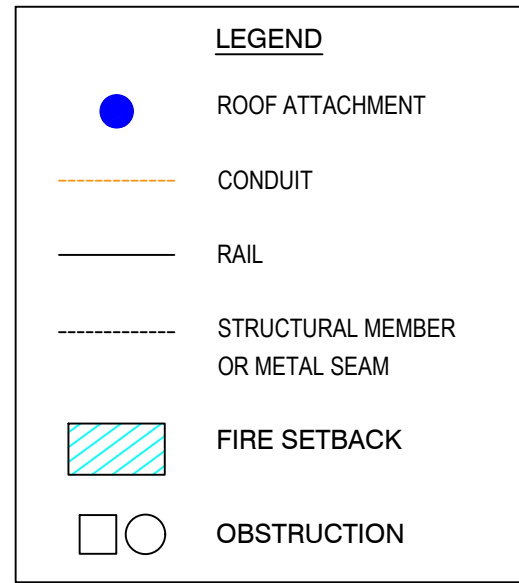 LEGEND
ROOF ATTACHMENT
CONDUIT
RAIL
STRUCTURAL MEMBER
OR METAL SEAM
FIRE SETBACK
OBSTRUCTION